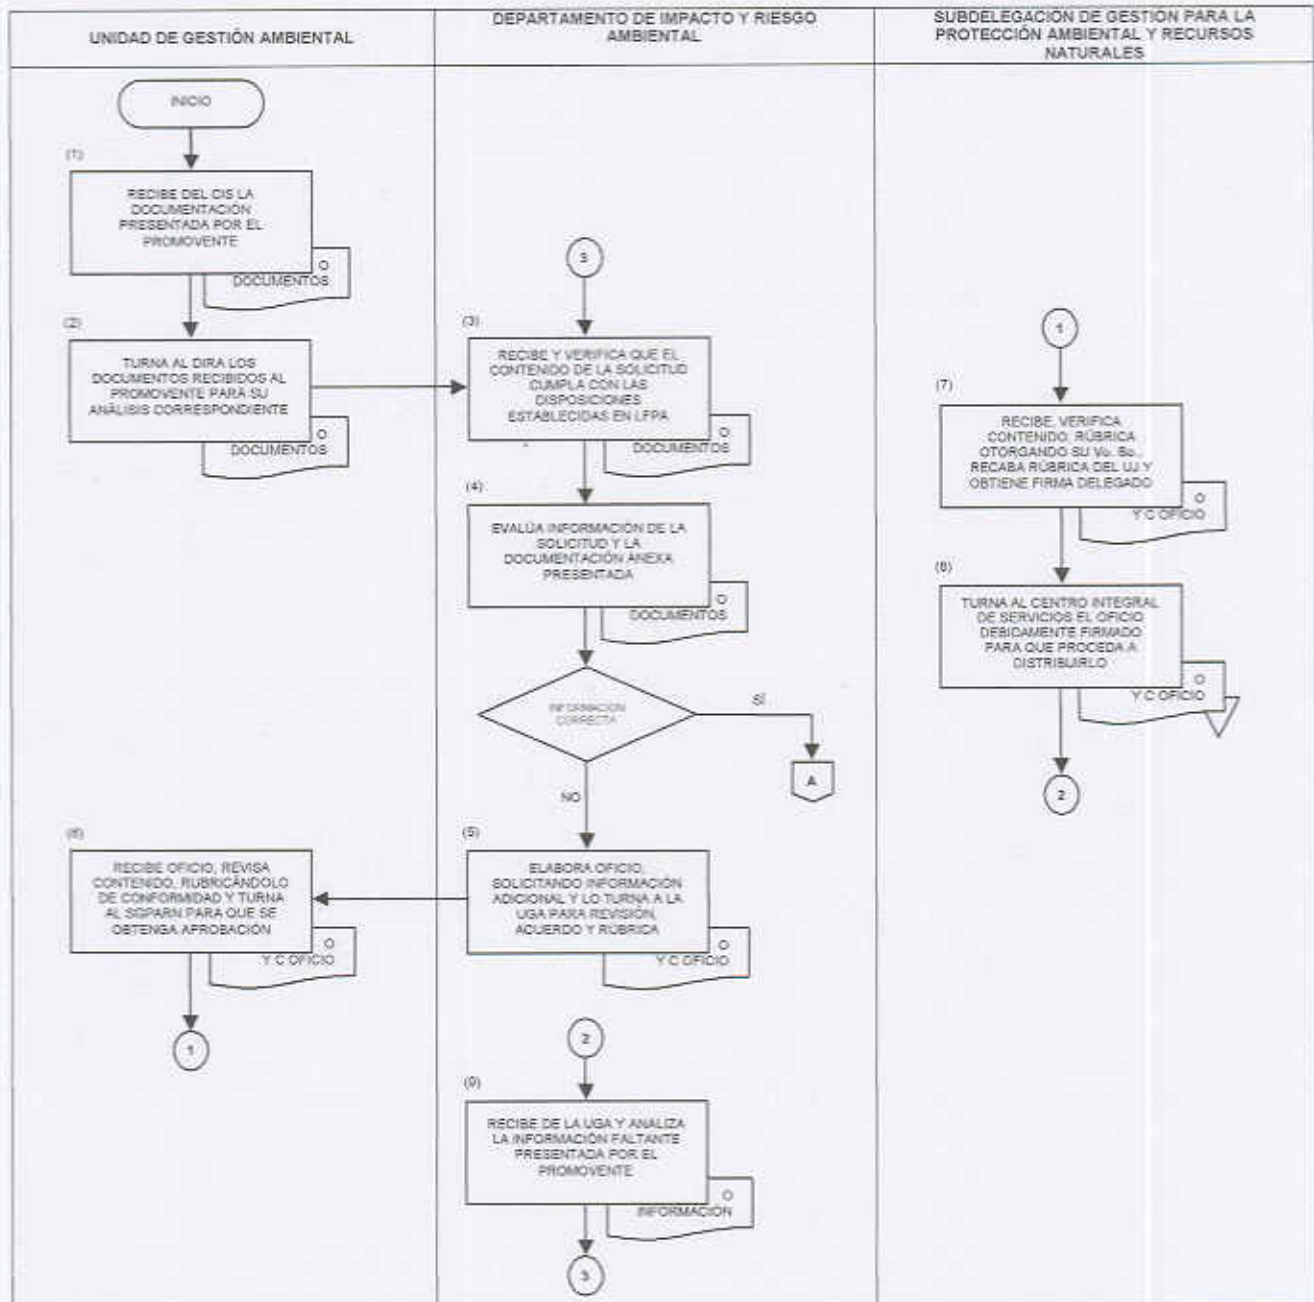 UNIDAD DE GESTIÓN AMBIENTAL
DEPARTAMENTO DE IMPACTO Y RIESGO
AMBIENTAL
SUBDELEGACIÓN DE GESTIÓN PARA LA
PROTECCIÓN AMBIENTAL Y RECURSOS
NATURALES
INICIO
(1)
RECIBE DEL CIS LA
DOCUMENTACIÓN
PRESENTADA POR EL
PROMOVENTE
O
DOCUMENTOS
(2)
TURNA AL DIRA LOS
DOCUMENTOS RECIBIDOS AL
PROMOVENTE PARA SU
ANÁLISIS CORRESPONDIENTE
O
DOCUMENTOS
3
(3)
RECIBE Y VERIFICA QUE EL
CONTENIDO DE LA SOLICITUD
CUMPLA CON LAS
DISPOSICIONES
ESTABLECIDAS EN LFPA
O
DOCUMENTOS
(4)
EVALÚA INFORMACIÓN DE LA
SOLICITUD Y LA
DOCUMENTACIÓN ANEXA
PRESENTADA
O
DOCUMENTOS
INFORMACIÓN
CORRECTA
SÍ
A
NO
(5)
ELABORA OFICIO,
SOLICITANDO INFORMACIÓN
ADICIONAL Y LO TURNA A LA
UGA PARA REVISIÓN,
ACUERDO Y RÚBRICA
O
Y C OFICIO
(6)
RECIBE OFICIO, REVISA
CONTENIDO, RUBRICÁNDOLO
DE CONFORMIDAD Y TURNA
AL SGPARN PARA QUE SE
OBTENGA APROBACIÓN
O
Y C OFICIO
1
1
(7)
RECIBE, VERIFICA
CONTENIDO, RÚBRICA
OTORGANDO SU Vo. Bo.,
RECABA RÚBRICA DEL UJ Y
OBTIENE FIRMA DELEGADO
O
Y C OFICIO
(8)
TURNA AL CENTRO INTEGRAL
DE SERVICIOS EL OFICIO
DEBIDAMENTE FIRMADO
PARA QUE PROCEDA A
DISTRIBUIRLO
O
Y C OFICIO
2
2
(9)
RECIBE DE LA UGA Y ANALIZA
LA INFORMACIÓN FALTANTE
PRESENTADA POR EL
PROMOVENTE
O
INFORMACIÓN
3